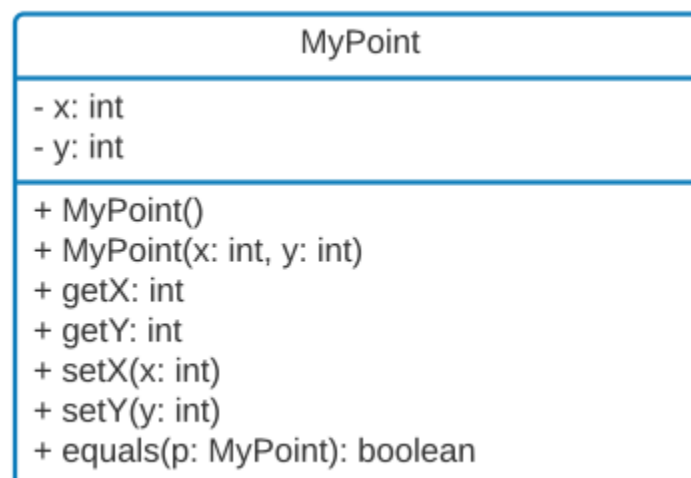 MyPoint
- x: int
- y: int
+ MyPoint()
+ MyPoint(x: int, y: int)
+ getX: int
+ getY: int
+ setX(x: int)
+ setY(y: int)
+ equals(p: MyPoint): boolean